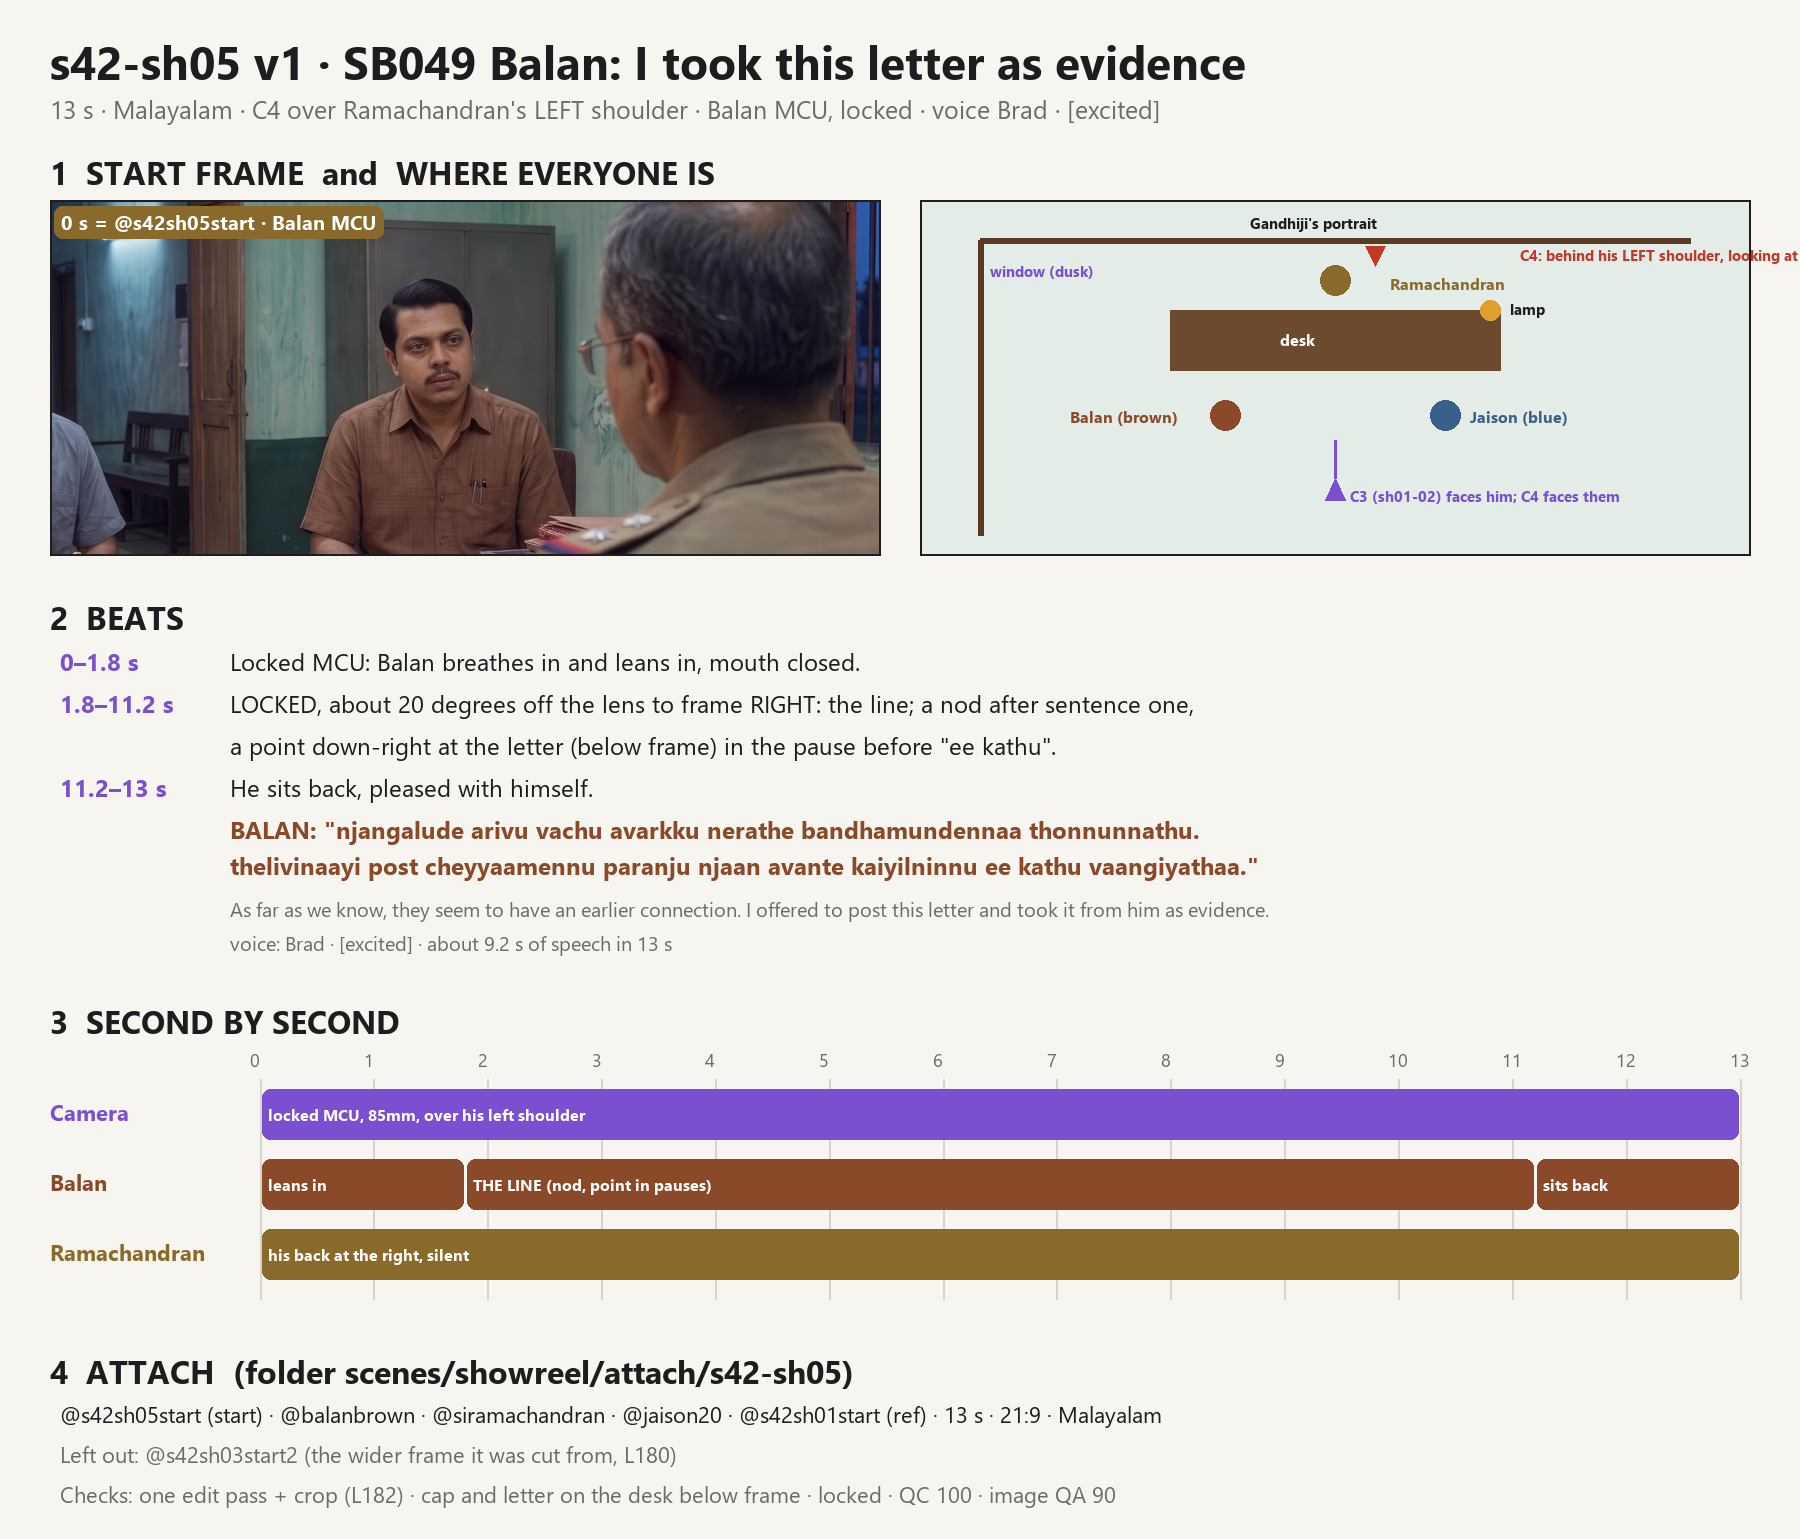 s42-sh05 v1 · SB049 Balan: I took this letter as evidence
13 s · Malayalam · C4 over Ramachandran's LEFT shoulder · Balan MCU, locked · voice Brad · [excited]
1 START FRAME and WHERE EVERYONE IS
0 s = @s42sh05start · Balan MCU
Gandhiji's portrait
window (dusk)
C4: behind his LEFT shoulder, looking at
Ramachandran
lamp
desk
Balan (brown)
Jaison (blue)
C3 (sh01-02) faces him; C4 faces them
2 BEATS
0–1.8 s Locked MCU: Balan breathes in and leans in, mouth closed.
1.8–11.2 s LOCKED, about 20 degrees off the lens to frame RIGHT: the line; a nod after sentence one,
a point down-right at the letter (below frame) in the pause before "ee kathu".
11.2–13 s He sits back, pleased with himself.
BALAN: "njangalude arivu vachu avarkku nerathe bandhamundennaa thonnunnathu.
thelivinaayi post cheyyaamennu paranju njaan avante kaiyilninnu ee kathu vaangiyathaa."
As far as we know, they seem to have an earlier connection. I offered to post this letter and took it from him as evidence.
voice: Brad · [excited] · about 9.2 s of speech in 13 s
3 SECOND BY SECOND
0 1 2 3 4 5 6 7 8 9 10 11 12 13
Camera locked MCU, 85mm, over his left shoulder
Balan leans in THE LINE (nod, point in pauses) sits back
Ramachandran his back at the right, silent
4 ATTACH (folder scenes/showreel/attach/s42-sh05)
@s42sh05start (start) · @balanbrown · @siramachandran · @jaison20 · @s42sh01start (ref) · 13 s · 21:9 · Malayalam
Left out: @s42sh03start2 (the wider frame it was cut from, L180)
Checks: one edit pass + crop (L182) · cap and letter on the desk below frame · locked · QC 100 · image QA 90